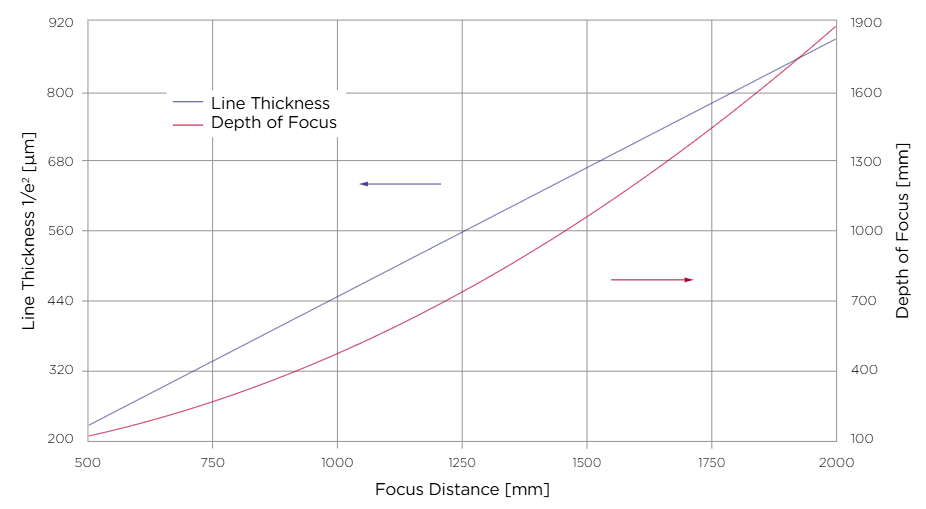 920
800
680
560
440
320
200
Line Thickness 1/e² [µm]
Line Thickness
Depth of Focus
1900
1600
1300
1000
700
400
100
Depth of Focus [mm]
500 750 1000 1250 1500 1750 2000
Focus Distance [mm]